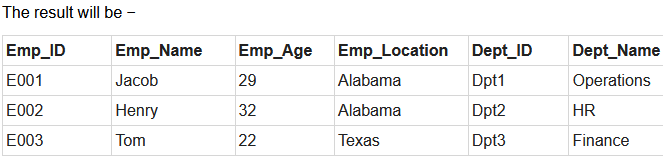 The result will be −
Emp_ID Emp_Name Emp_Age Emp_Location Dept_ID Dept_Name
E001 Jacob 29 Alabama Dpt1 Operations
E002 Henry 32 Alabama Dpt2 HR
E003 Tom 22 Texas Dpt3 Finance